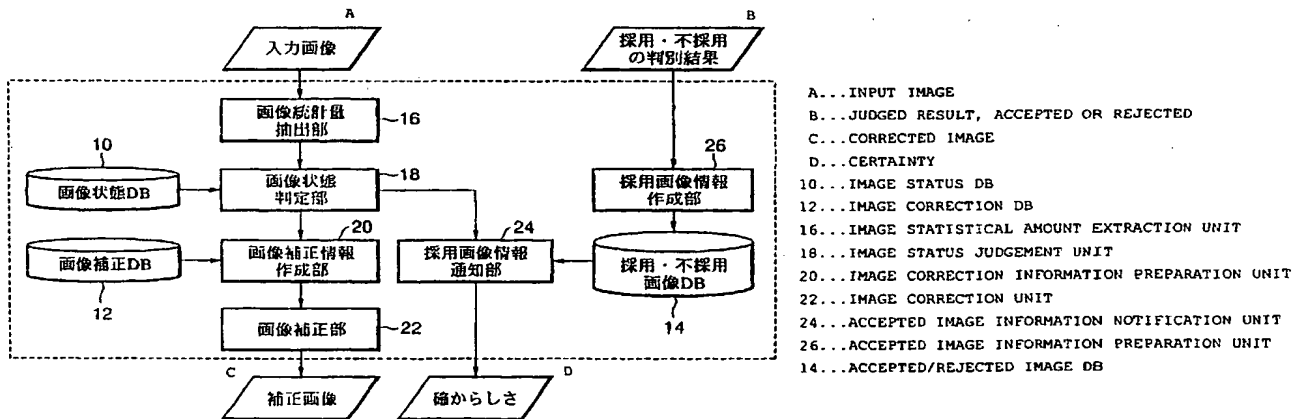 A
入力画像
B
採用・不採用
の判別結果
画像統計量
抽出部
16
10
画像状態DB
画像状態
判定部
18
26
採用画像情報
作成部
20
24
画像補正DB
画像補正情報
作成部
採用画像情報
通知部
採用・不採用
画像DB
12
14
画像補正部
22
C
補正画像
D
確からしさ
A...INPUT IMAGE
B...JUDGED RESULT, ACCEPTED OR REJECTED
C...CORRECTED IMAGE
D...CERTAINTY
10...IMAGE STATUS DB
12...IMAGE CORRECTION DB
16...IMAGE STATISTICAL AMOUNT EXTRACTION UNIT
18...IMAGE STATUS JUDGEMENT UNIT
20...IMAGE CORRECTION INFORMATION PREPARATION UNIT
22...IMAGE CORRECTION UNIT
24...ACCEPTED IMAGE INFORMATION NOTIFICATION UNIT
26...ACCEPTED IMAGE INFORMATION PREPARATION UNIT
14...ACCEPTED/REJECTED IMAGE DB